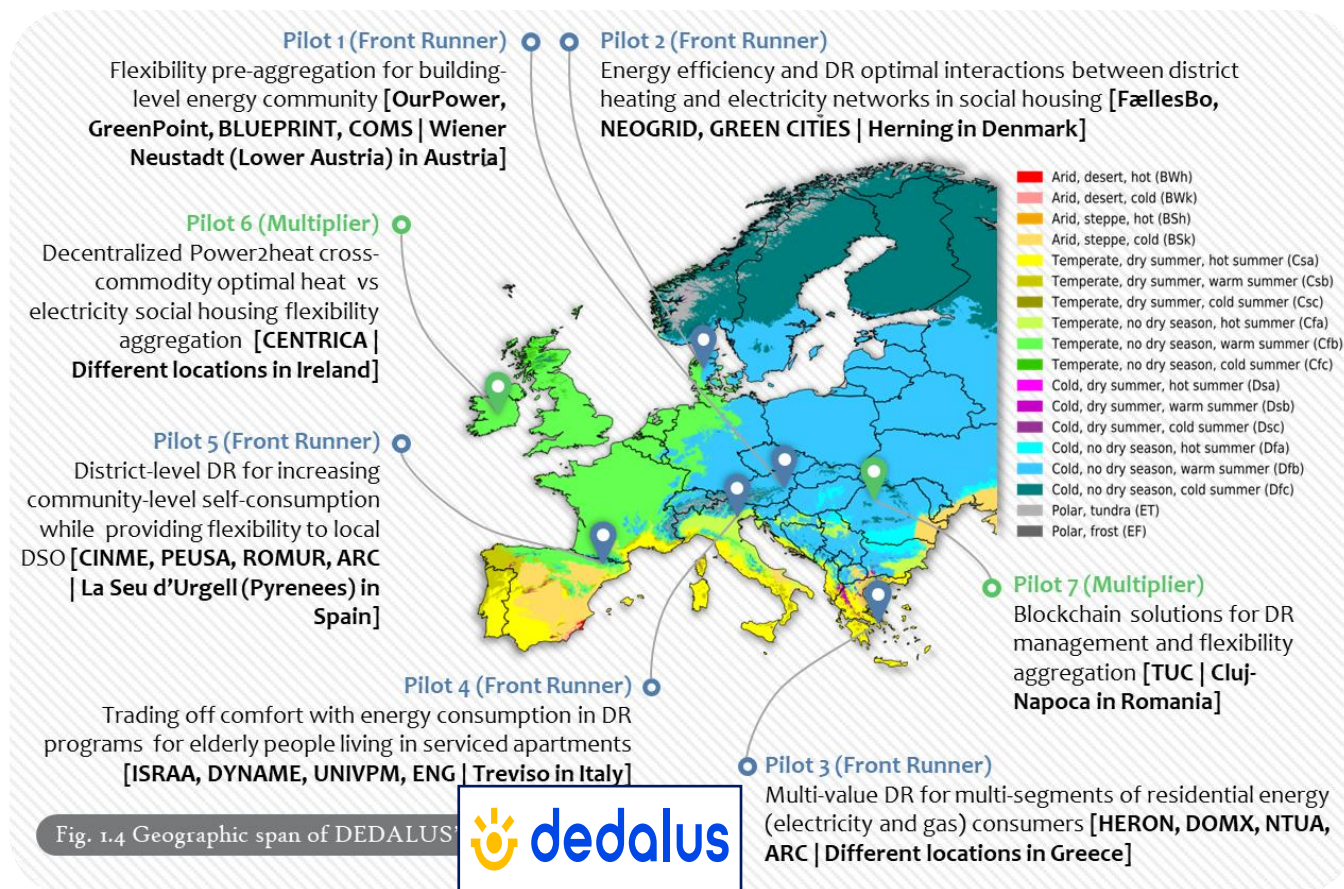 Pilot 1 (Front Runner)
Flexibility pre-aggregation for building-
level energy community [OurPower,
GreenPoint, BLUEPRINT, COMS | Wiener
Neustadt (Lower Austria) in Austria]
Pilot 2 (Front Runner)
Energy efficiency and DR optimal interactions between district
heating and electricity networks in social housing [FællesBo,
NEOGRID, GREEN CITIES | Herning in Denmark]
Pilot 6 (Multiplier)
Decentralized Power2heat cross-
commodity optimal heat vs
electricity social housing flexibility
aggregation [CENTRICA |
Different locations in Ireland]
Arid, desert, hot (BWh)
Arid, desert, cold (BWk)
Arid, steppe, hot (BSh)
Arid, steppe, cold (BSk)
Temperate, dry summer, hot summer (Csa)
Temperate, dry summer, warm summer (Csb)
Temperate, dry summer, cold summer (Csc)
Temperate, no dry season, hot summer (Cfa)
Temperate, no dry season, warm summer (Cfb)
Temperate, no dry season, cold summer (Cfc)
Cold, dry summer, hot summer (Dsa)
Cold, dry summer, warm summer (Dsb)
Cold, dry summer, cold summer (Dsc)
Cold, no dry season, hot summer (Dfa)
Cold, no dry season, warm summer (Dfb)
Cold, no dry season, cold summer (Dfc)
Polar, tundra (ET)
Polar, frost (EF)
Pilot 5 (Front Runner)
District-level DR for increasing
community-level self-consumption
while providing flexibility to local
DSO [CINME, PEUSA, ROMUR, ARC
| La Seu d'Urgell (Pyrenees) in
Spain]
Pilot 7 (Multiplier)
Blockchain solutions for DR
management and flexibility
aggregation [TUC | Cluj-
Napoca in Romania]
Pilot 4 (Front Runner)
Trading off comfort with energy consumption in DR
programs for elderly people living in serviced apartments
[ISRAA, DYNAME, UNIVPM, ENG | Treviso in Italy]
Pilot 3 (Front Runner)
Multi-value DR for multi-segments of residential energy
(electricity and gas) consumers [HERON, DOMX, NTUA,
ARC | Different locations in Greece]
Fig. 1.4 Geographic span of DEDALUS'
dedalus